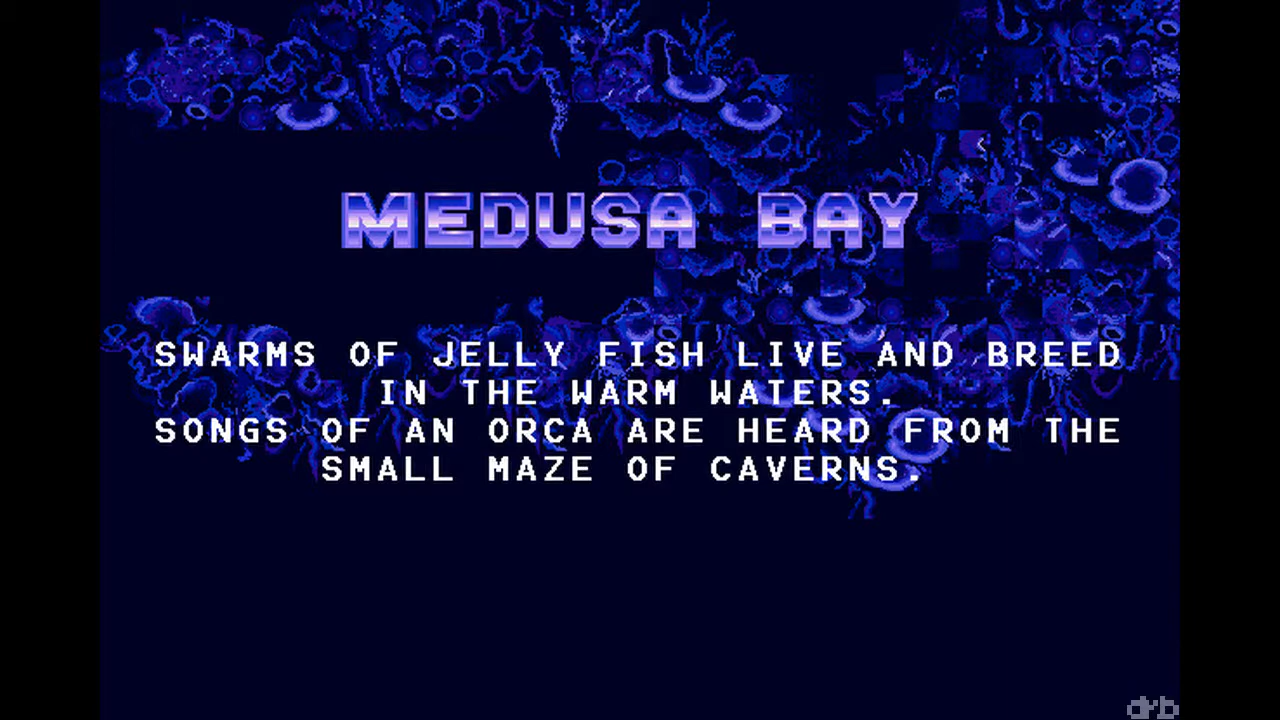 MEDUSA BAY
SWARMS OF JELLY FISH LIVE AND BREED
IN THE WARM WATERS.
SONGS OF AN ORCA ARE HEARD FROM THE
SMALL MAZE OF CAVERNS.
drb